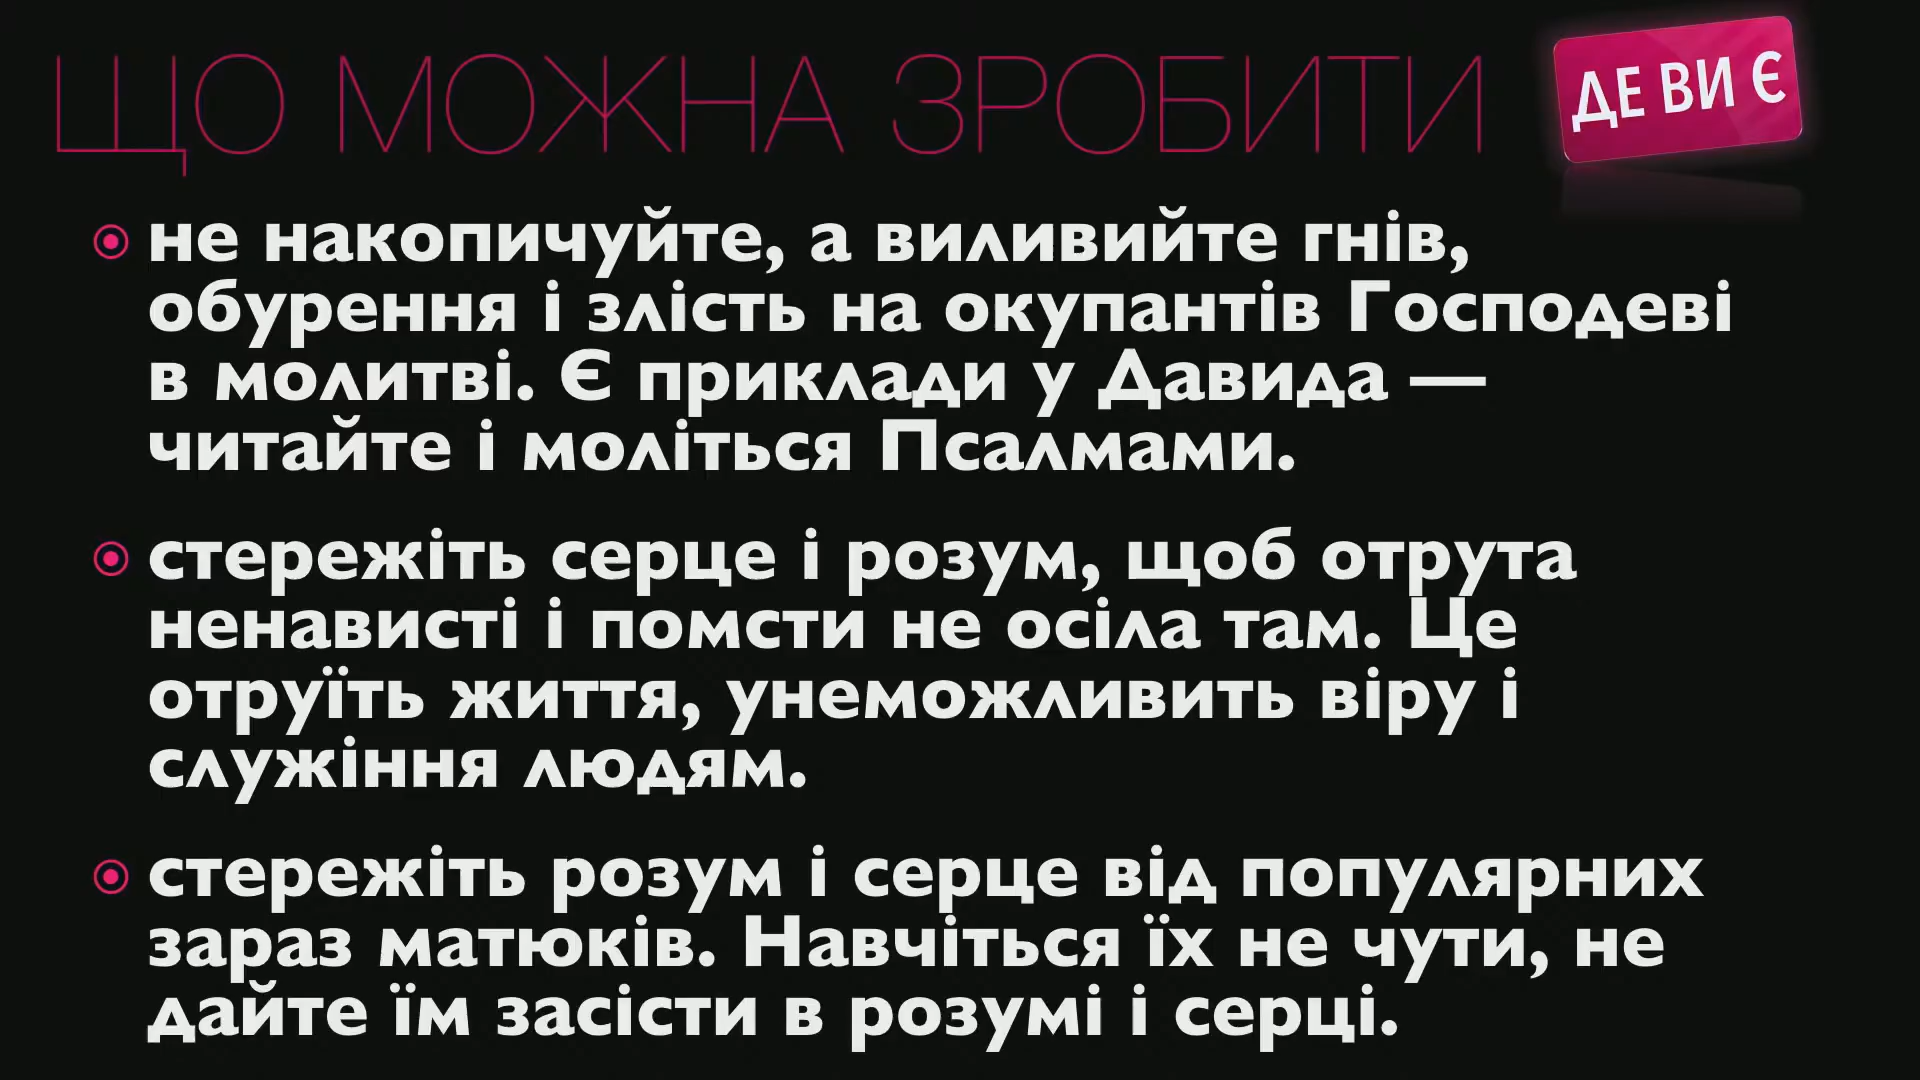 ЩО МОЖНА ЗРОБИТИ
ДЕ ВИ Є
не накопичуйте, а виливийте гнів,
обурення і злість на окупантів Господеві
в молитві. Є приклади у Давида —
читайте і моліться Псалмами.
стережіть серце і розум, щоб отрута
ненависті і помсти не осіла там. Це
отруїть життя, унеможливить віру і
служіння людям.
стережіть розум і серце від популярних
зараз матюків. Навчіться їх не чути, не
дайте їм засісти в розумі і серці.